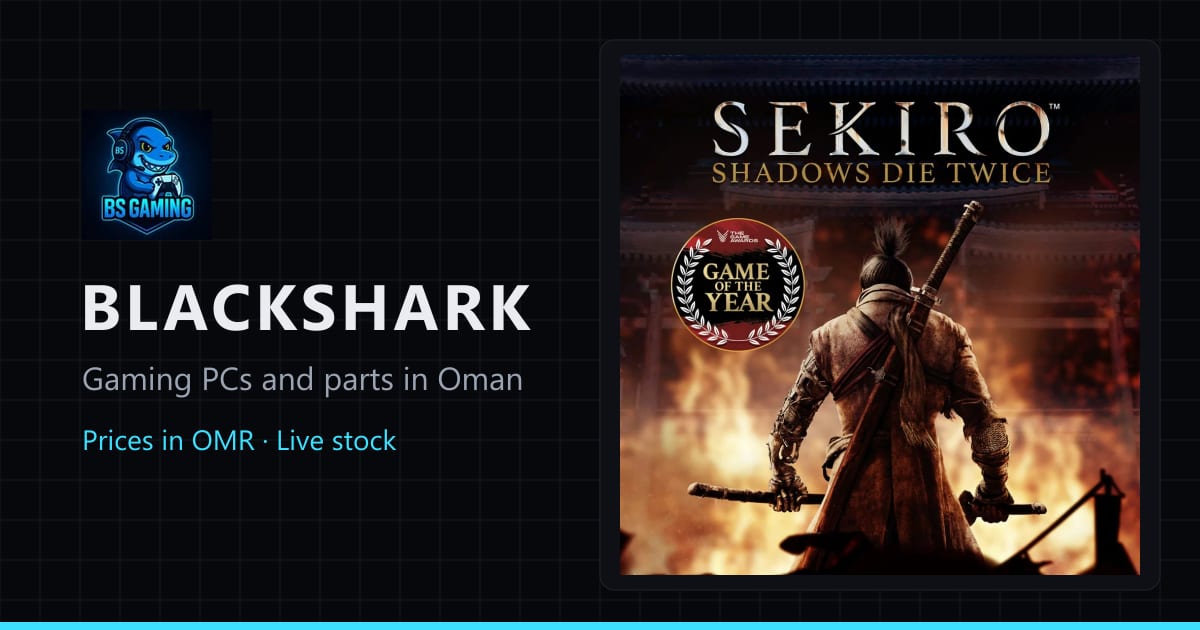 BS
BS GAMING
BLACKSHARK
Gaming PCs and parts in Oman
Prices in OMR · Live stock
SEKIRO™
SHADOWS DIE TWICE
THE
GAME
AWARDS
GAME
OF THE
YEAR